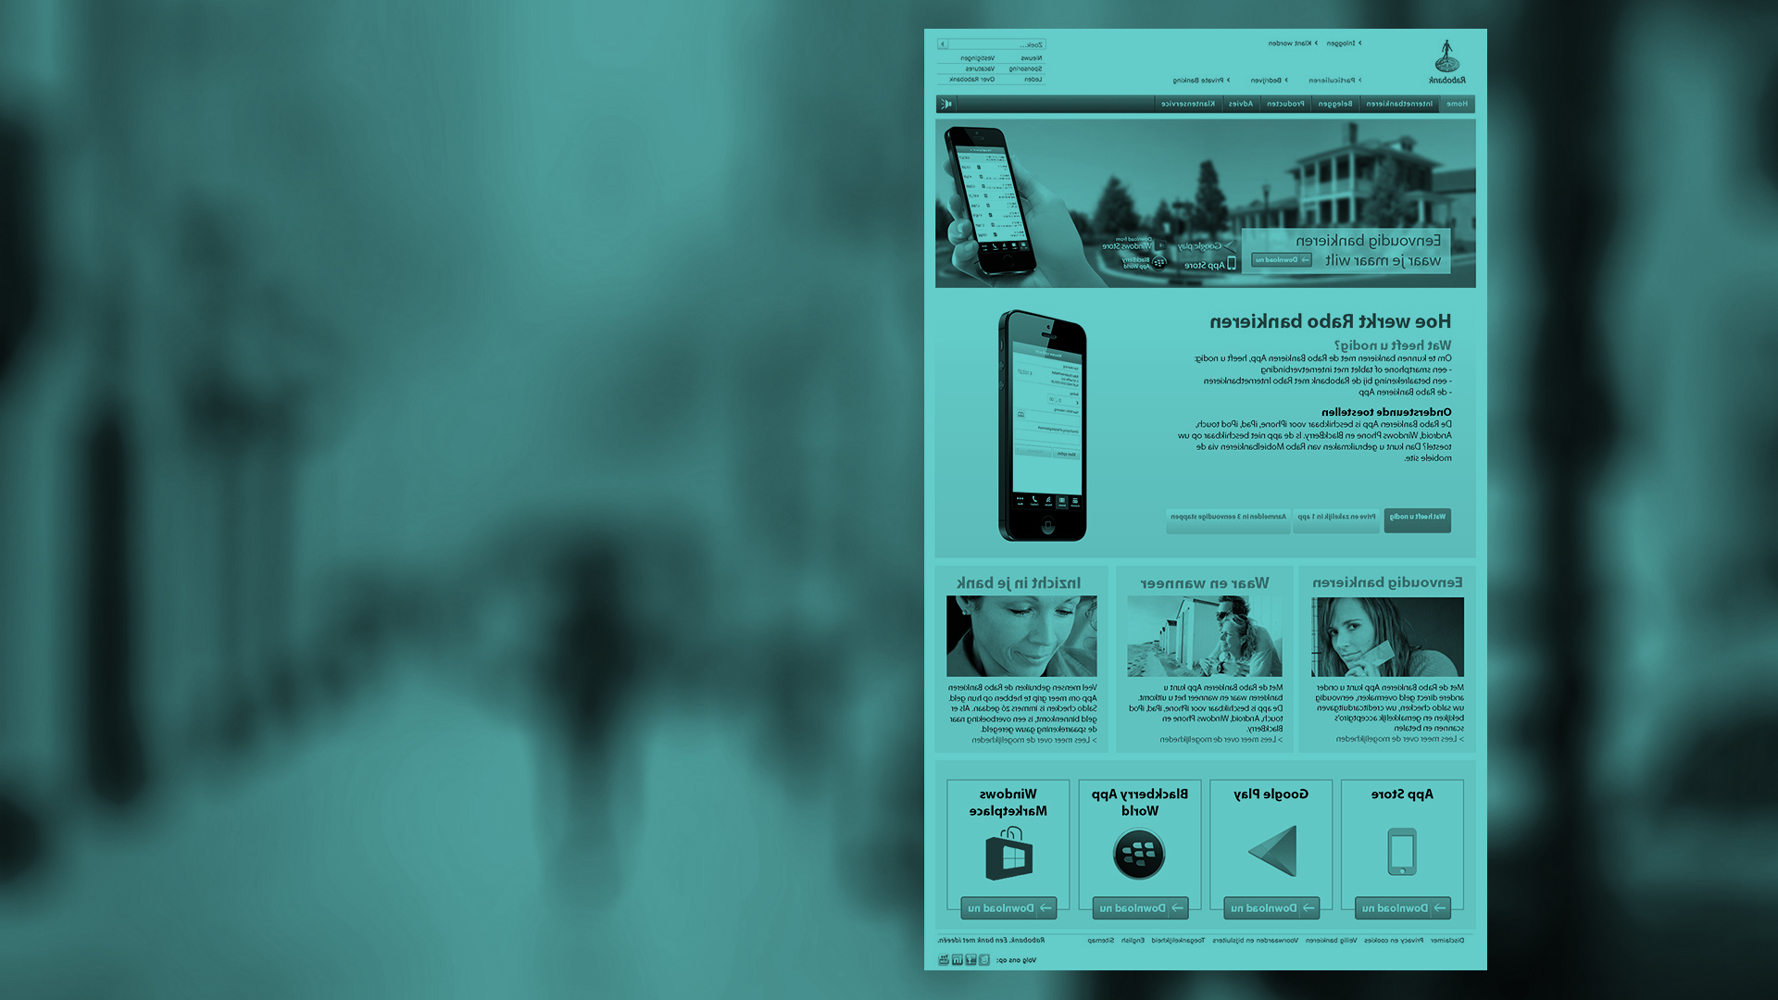 Rabobank
Inloggen
Klant worden
Zoek...
Nieuws
Vestigingen
Sponsoring
Vacatures
Leden
Over Rabobank
Particulieren
Bedrijven
Private Banking
Home
Internetbankieren
Beleggen
Producten
Advies
Klantenservice
Eenvoudig bankieren
waar je maar wilt
Download nu
Google play
Download from
Windows Store
App Store
BlackBerry
App World
Hoe werkt Rabo bankieren
Wat heeft u nodig?
Om te kunnen bankieren met de Rabo Bankieren App, heeft u nodig:
- een smartphone of tablet met internetverbinding
- een betaalrekening bij de Rabobank met Rabo Internetbankieren
- de Rabo Bankieren App
Ondersteunde toestellen
De Rabo Bankieren App is beschikbaar voor iPhone, iPad, iPod touch,
Android, Windows Phone en BlackBerry. Is de app niet beschikbaar op uw
toestel? Dan kunt u gebruikmaken van Rabo Mobielbankieren via de
mobiele site.
Wat heeft u nodig
Prive en zakelijk in 1 app
Aanmelden in 3 eenvoudige stappen
Eenvoudig bankieren
Met de Rabo Bankieren App kunt u onder
andere direct geld overmaken, eenvoudig
uw saldo checken, uw creditcarduitgaven
bekijken en gemakkelijk acceptgiro's
scannen en betalen
> Lees meer over de mogelijkheden
Waar en wanneer
Met de Rabo Bankieren App kunt u
bankieren waar en wanneer het u uitkomt.
De app is beschikbaar voor iPhone, iPad, iPod
touch, Android, Windows Phone en
BlackBerry.
> Lees meer over de mogelijkheden
Inzicht in je bank
Veel mensen gebruiken de Rabo Bankieren
App om meer grip te hebben op hun geld.
Saldo checken is immers zó gedaan. Als er
geld binnenkomt, is een overboeking naar
de spaarrekening gauw geregeld.
> Lees meer over de mogelijkheden
App Store
Download nu
Google Play
Download nu
Blackberry App
World
Download nu
Windows
Marketplace
Download nu
Disclaimer
Privacy en cookies
Veilig bankieren
Voorwaarden en bijsluiters
Toegankelijkheid
English
Sitemap
Rabobank. Een bank met ideeën.
Volg ons op: